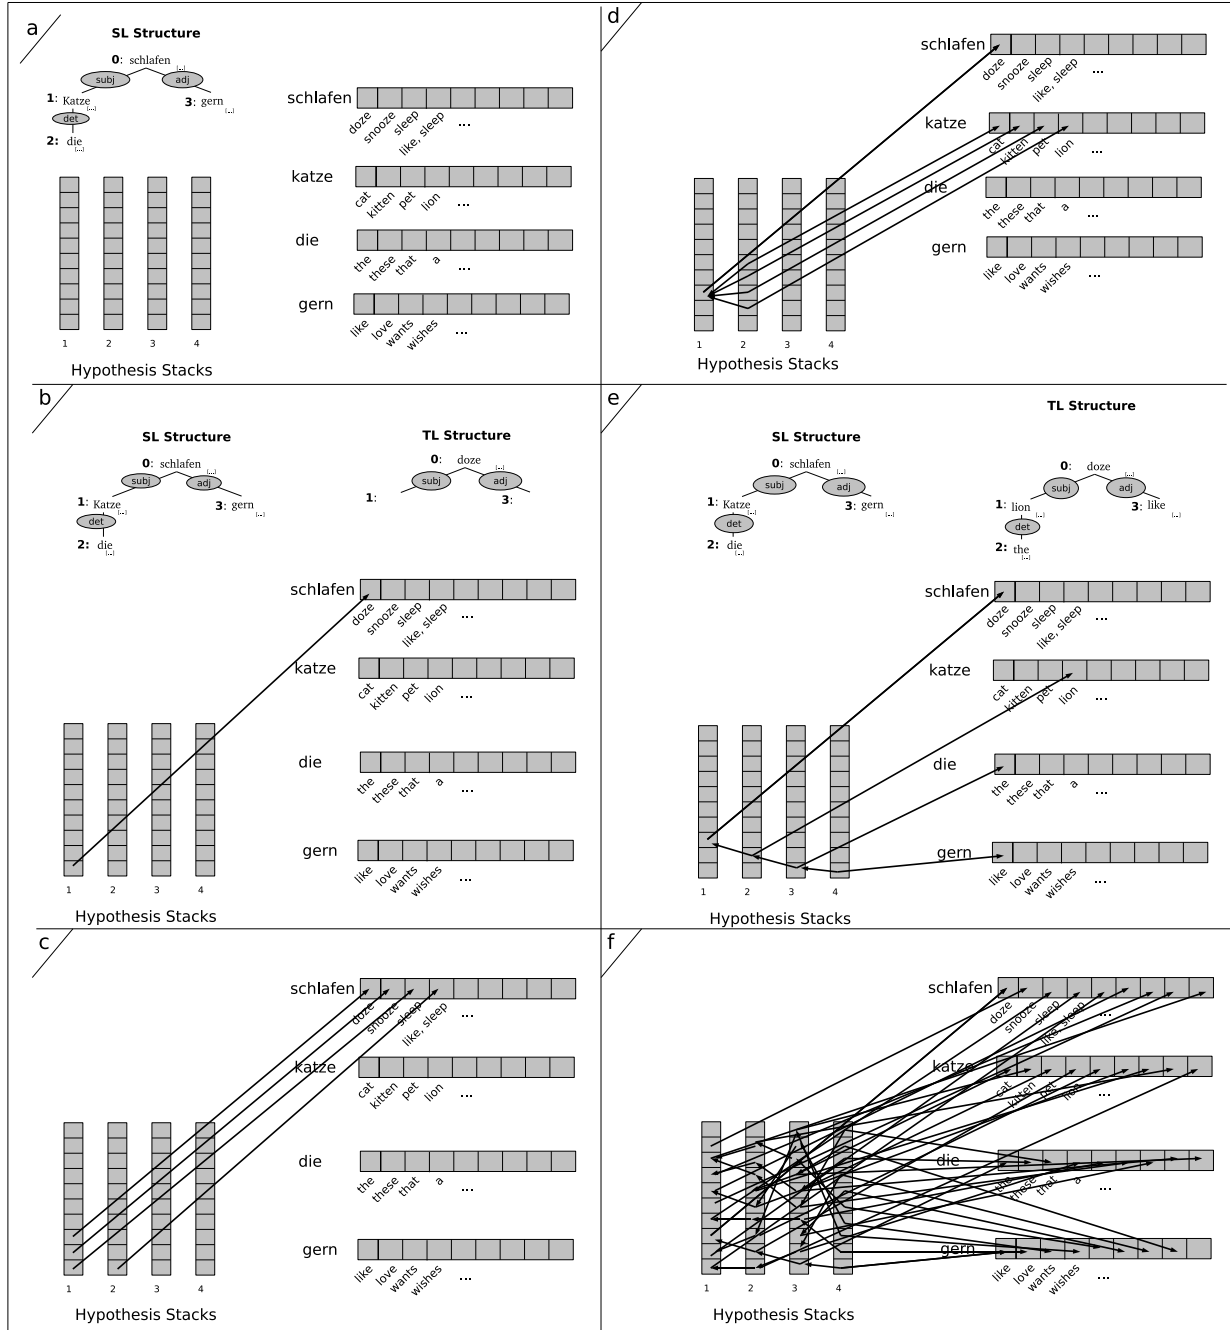 a
SL Structure
0: schlafen
[...]
subj
adj
1: Katze
[...]
3: gern
[...]
det
2: die
[...]
schlafen
doze
snooze
sleep
like, sleep
...
katze
cat
kitten
pet
lion
...
die
the
these
that
a
...
gern
like
love
wants
wishes
...
1 2 3 4
Hypothesis Stacks
b
SL Structure
0: schlafen
[...]
subj
adj
1: Katze
[...]
3: gern
[...]
det
2: die
[...]
TL Structure
0: doze
[...]
subj
adj
1:
3:
schlafen
doze
snooze
sleep
like, sleep
...
katze
cat
kitten
pet
lion
...
die
the
these
that
a
...
gern
like
love
wants
wishes
...
1 2 3 4
Hypothesis Stacks
c
schlafen
doze
snooze
sleep
like, sleep
...
katze
cat
kitten
pet
lion
...
die
the
these
that
a
...
gern
like
love
wants
wishes
...
1 2 3 4
Hypothesis Stacks
d
schlafen
doze
snooze
sleep
like, sleep
...
katze
cat
kitten
pet
lion
...
die
the
these
that
a
...
gern
like
love
wants
wishes
...
1 2 3 4
Hypothesis Stacks
e
SL Structure
0: schlafen
[...]
subj
adj
1: Katze
[...]
3: gern
[...]
det
2: die
[...]
TL Structure
0: doze
[...]
subj
adj
1: lion
[...]
3: like
[...]
det
2: the
[...]
schlafen
doze
snooze
sleep
like, sleep
...
katze
cat
kitten
pet
lion
...
die
the
these
that
a
...
gern
like
love
wants
wishes
...
1 2 3 4
Hypothesis Stacks
f
schlafen
doze
snooze
sleep
like, sleep
...
katze
cat
kitten
pet
lion
...
die
the
these
that
a
...
gern
like
love
wants
wishes
...
1 2 3 4
Hypothesis Stacks